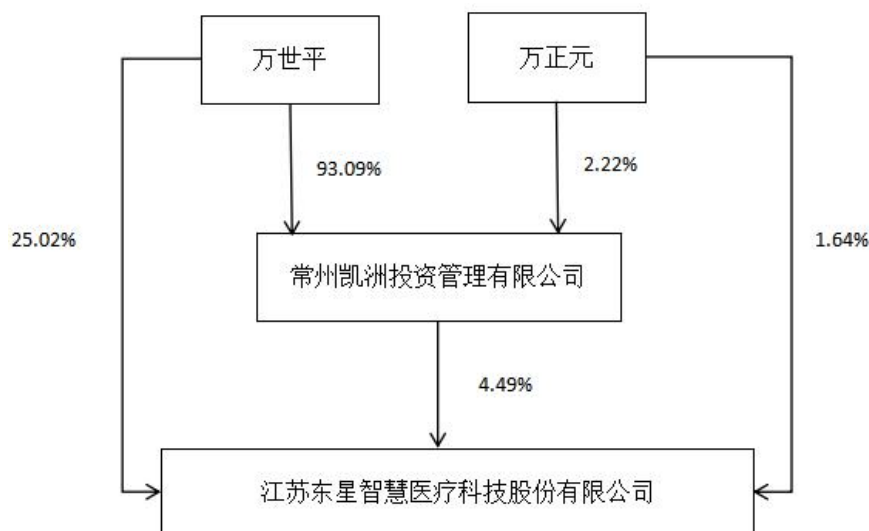 万世平
万正元
93.09%
2.22%
25.02%
1.64%
常州凯洲投资管理有限公司
4.49%
江苏东星智慧医疗科技股份有限公司